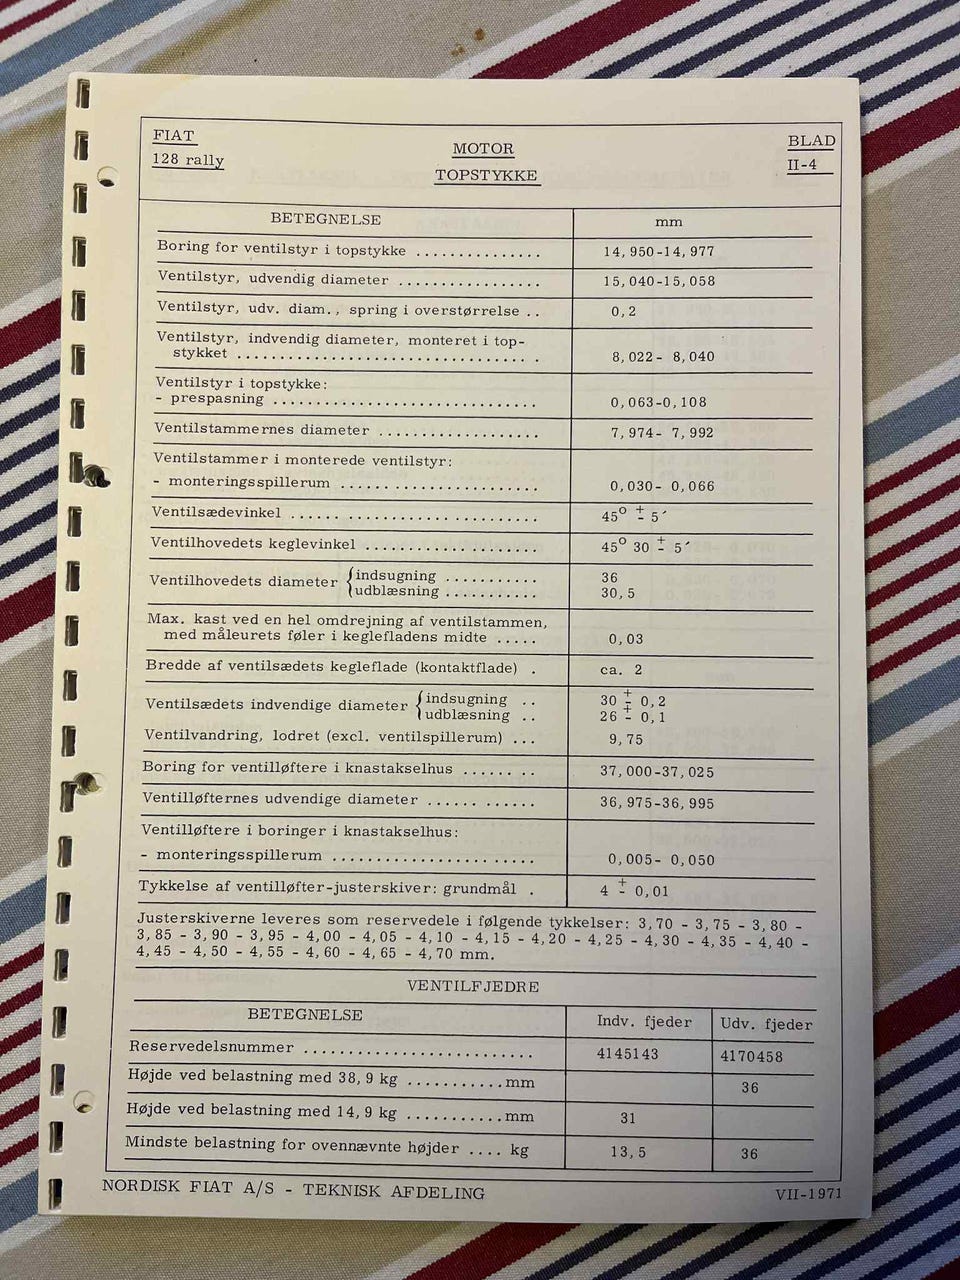 FIAT
128 rally
MOTOR
TOPSTYKKE
BLAD
II-4
BETEGNELSE mm
Boring for ventilstyr i topstykke ............... 14,950-14,977
Ventilstyr, udvendig diameter ................. 15,040-15,058
Ventilstyr, udv. diam., spring i overstørrelse .. 0,2
Ventilstyr, indvendig diameter, monteret i top-
stykket .................................... 8,022- 8,040
Ventilstyr i topstykke:
- prespasning ............................... 0,063-0,108
Ventilstammernes diameter ................... 7,974- 7,992
Ventilstammer i monterede ventilstyr:
- monteringsspillerum ....................... 0,030- 0,066
Ventilsædevinkel ............................. 45° ± 5´
Ventilhovedets keglevinkel .................... 45° 30 ± 5´
Ventilhovedets diameter { indsugning ........... 36
udblæsning ........... 30,5
Max. kast ved en hel omdrejning af ventilstammen,
med måleurets føler i keglefladens midte ..... 0,03
Bredde af ventilsædets kegleflade (kontaktflade) . ca. 2
Ventilsædets indvendige diameter { indsugning .. 30 ± 0,2
udblæsning .. 26 ± 0,1
Ventilvandring, lodret (excl. ventilspillerum) ... 9,75
Boring for ventilløftere i knastakselhus ......... 37,000-37,025
Ventilløfternes udvendige diameter ............ 36,975-36,995
Ventilløftere i boringer i knastakselhus:
- monteringsspillerum ........................ 0,005- 0,050
Tykkelse af ventilløfter-justerskiver: grundmål . 4 ± 0,01
Justerskiverne leveres som reservedele i følgende tykkelser: 3,70 - 3,75 - 3,80 -
3,85 - 3,90 - 3,95 - 4,00 - 4,05 - 4,10 - 4,15 - 4,20 - 4,25 - 4,30 - 4,35 - 4,40 -
4,45 - 4,50 - 4,55 - 4,60 - 4,65 - 4,70 mm.
VENTILFJEDRE
BETEGNELSE Indv. fjeder Udv. fjeder
Reservedelsnummer ........................... 4145143 4170458
Højde ved belastning med 38,9 kg ...........mm 36
Højde ved belastning med 14,9 kg ...........mm 31
Mindste belastning for ovennævnte højder .... kg 13,5 36
NORDISK FIAT A/S - TEKNISK AFDELING VII-1971